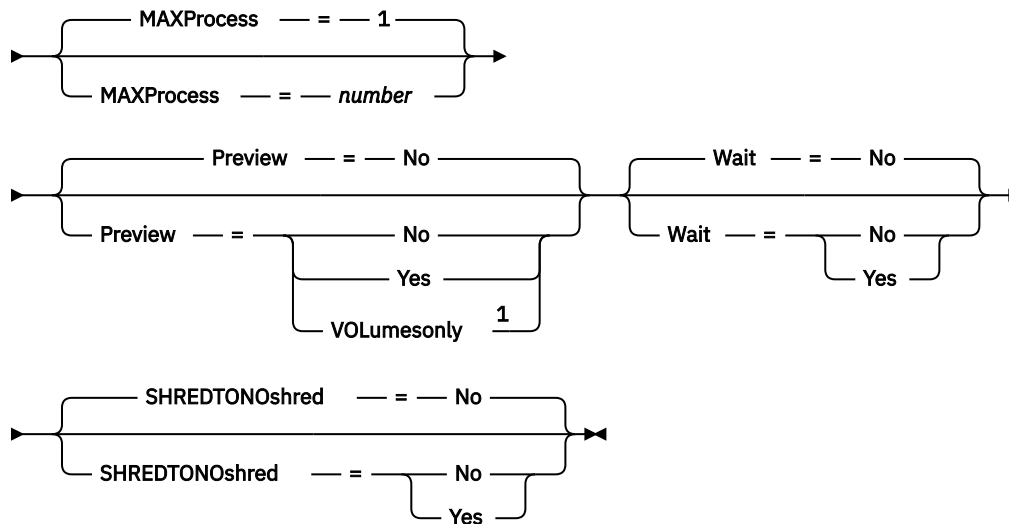 MAXProcess = 1
MAXProcess = number
Preview = No Wait = No
Preview = No Wait = No
Yes Yes
VOLumesonly 1
SHREDTONOshred = No
SHREDTONOshred = No
Yes